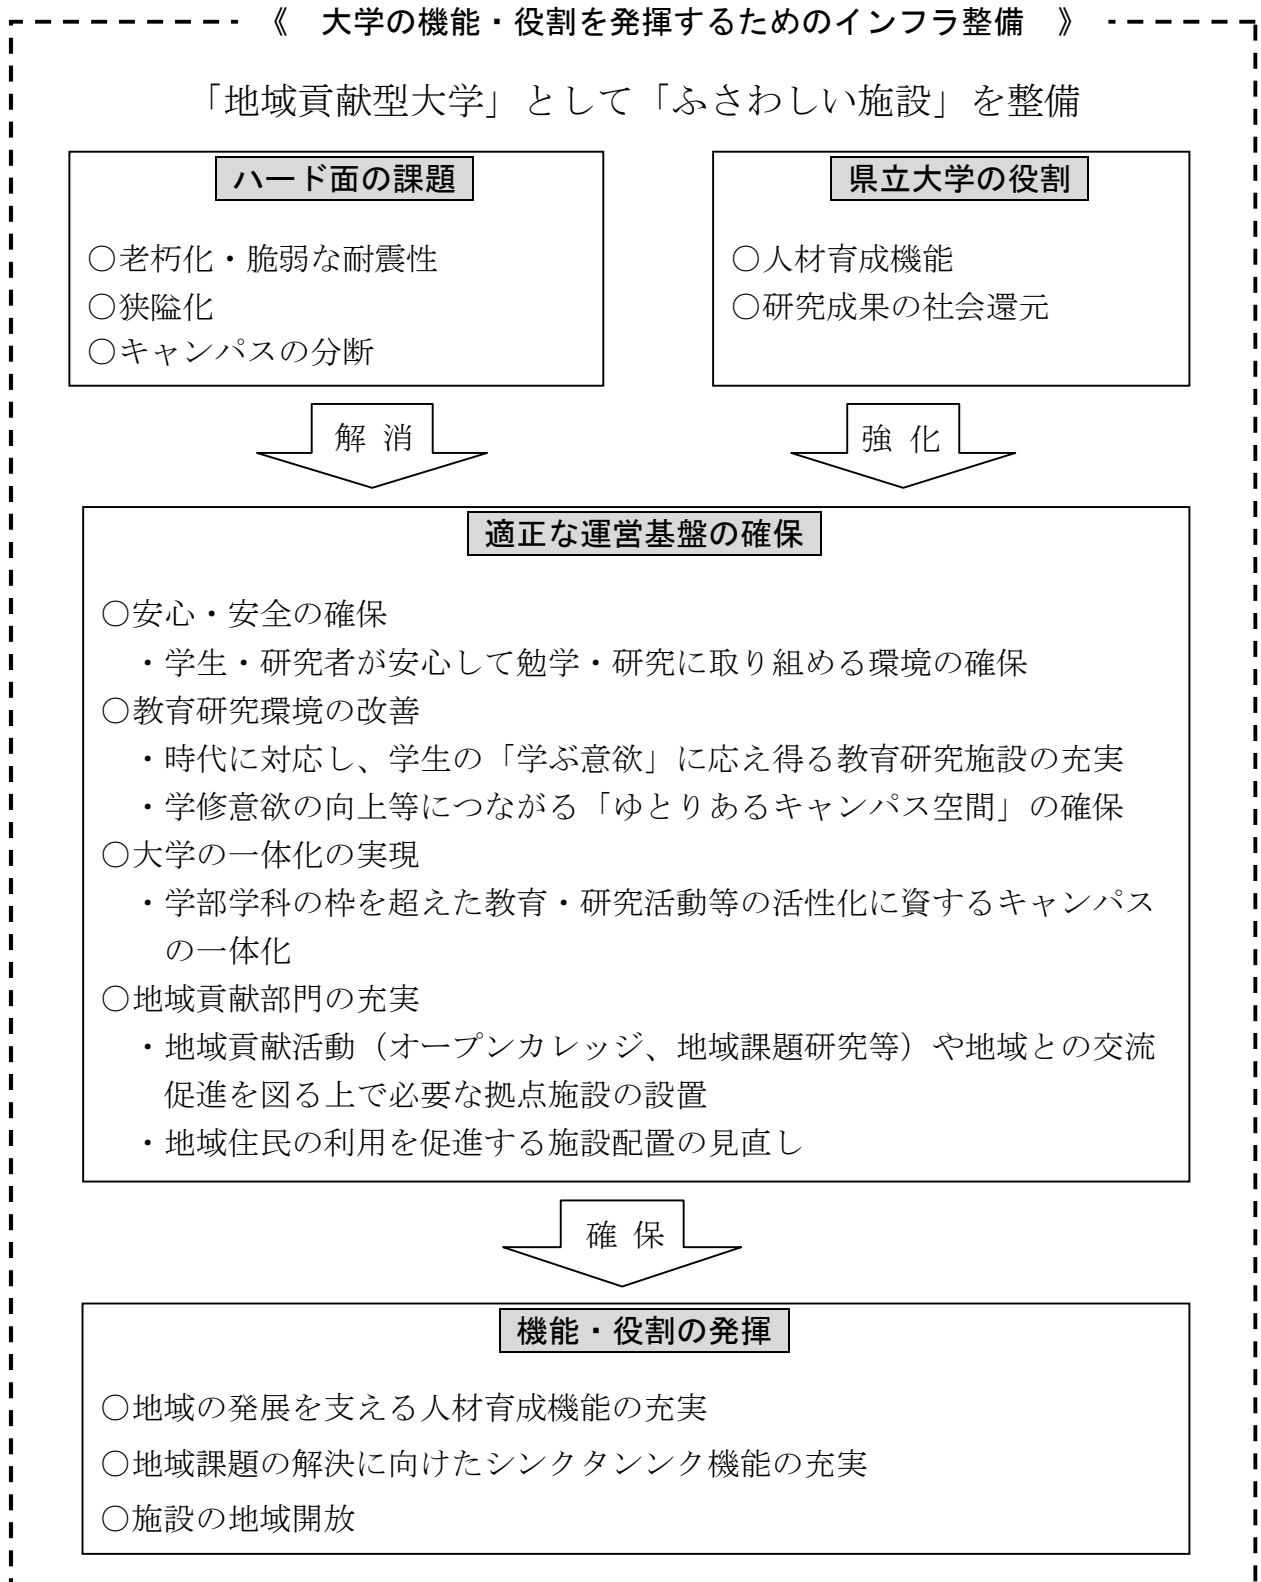 《　大学の機能・役割を発揮するためのインフラ整備　》
「地域貢献型大学」として「ふさわしい施設」を整備
ハード面の課題
○老朽化・脆弱な耐震性
○狭隘化
○キャンパスの分断
県立大学の役割
○人材育成機能
○研究成果の社会還元
解 消
強 化
適正な運営基盤の確保
○安心・安全の確保
・学生・研究者が安心して勉学・研究に取り組める環境の確保
○教育研究環境の改善
・時代に対応し、学生の「学ぶ意欲」に応え得る教育研究施設の充実
・学修意欲の向上等につながる「ゆとりあるキャンパス空間」の確保
○大学の一体化の実現
・学部学科の枠を超えた教育・研究活動等の活性化に資するキャンパス
の一体化
○地域貢献部門の充実
・地域貢献活動（オープンカレッジ、地域課題研究等）や地域との交流
促進を図る上で必要な拠点施設の設置
・地域住民の利用を促進する施設配置の見直し
確 保
機能・役割の発揮
○地域の発展を支える人材育成機能の充実
○地域課題の解決に向けたシンクタンンク機能の充実
○施設の地域開放